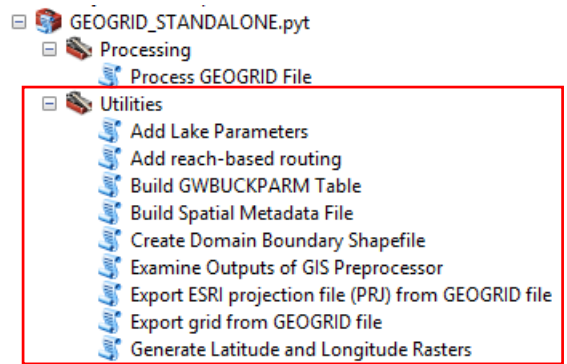 GEOGRID_STANDALONE.pyt
Processing
Process GEOGRID File
Utilities
Add Lake Parameters
Add reach-based routing
Build GWBUCKPARM Table
Build Spatial Metadata File
Create Domain Boundary Shapefile
Examine Outputs of GIS Preprocessor
Export ESRI projection file (PRJ) from GEOGRID file
Export grid from GEOGRID file
Generate Latitude and Longitude Rasters